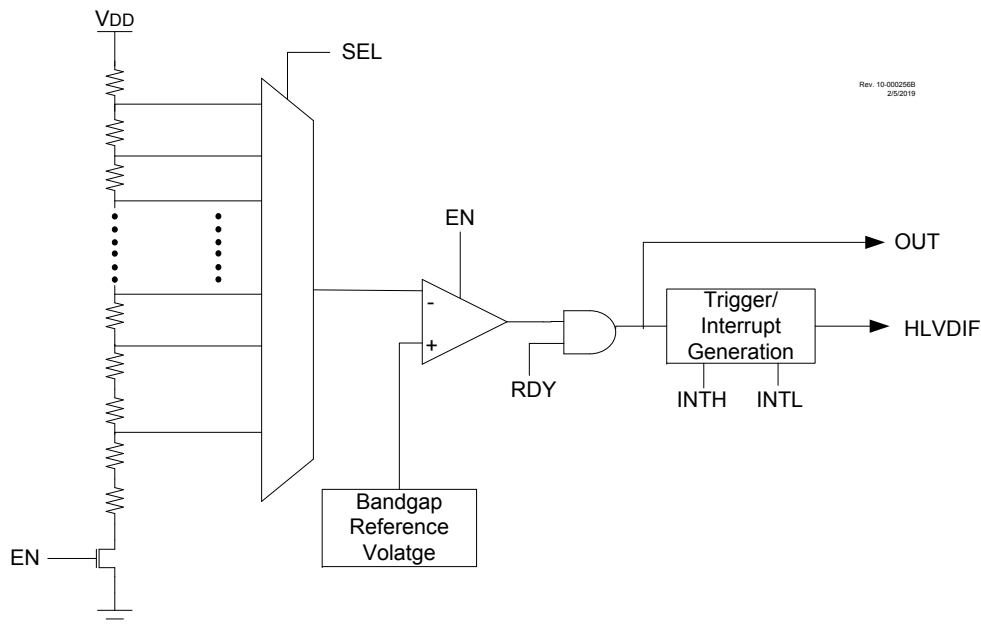 VDD
SEL
Rev. 10-000256B
2/5/2019
EN
OUT
-
+
Trigger/
Interrupt
Generation
HLVDIF
RDY
INTH
INTL
Bandgap
Reference
Volatge
EN